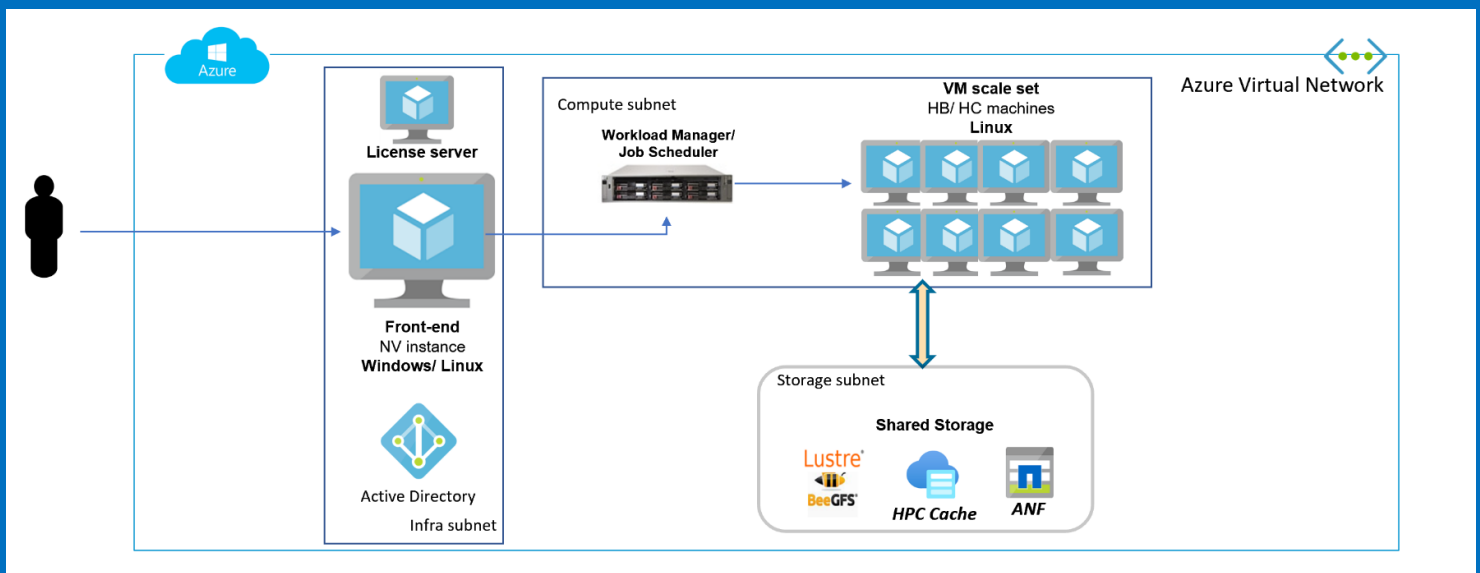 Azure
Azure Virtual Network
License server
Front-end
NV instance
Windows/ Linux
Active Directory
Infra subnet
Compute subnet
Workload Manager/
Job Scheduler
VM scale set
HB/ HC machines
Linux
Storage subnet
Shared Storage
Lustre
BeeGFS®
HPC Cache
ANF